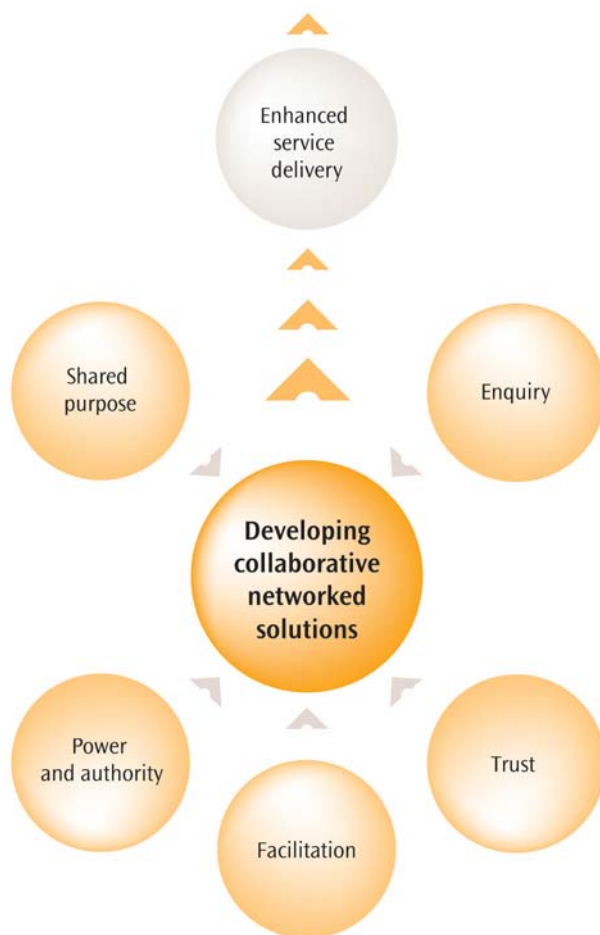 Enhanced
service
delivery
Shared
purpose
Enquiry
Developing
collaborative
networked
solutions
Power
and authority
Trust
Facilitation